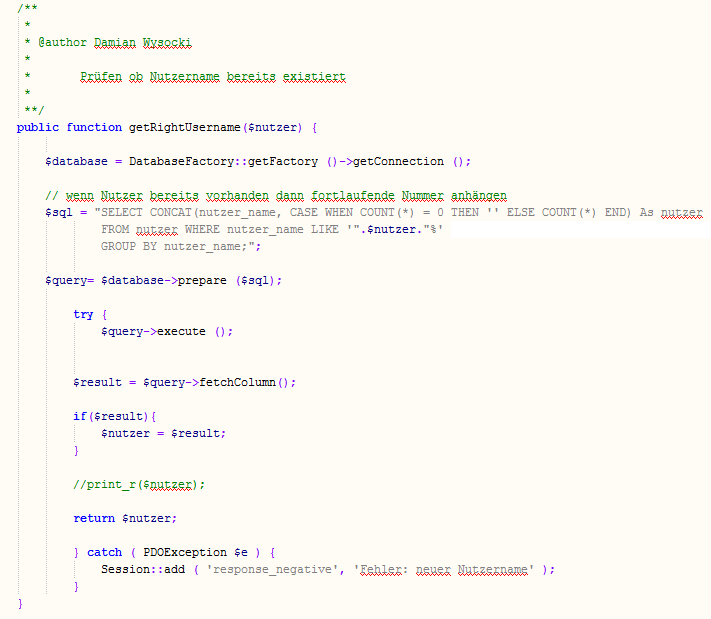 /**
 *
 * @author Damian Wysocki
 *
 *       Prüfen ob Nutzername bereits existiert
 *
 **/
public function getRightUsername($nutzer) {
    $database = DatabaseFactory::getFactory ()->getConnection ();
    // wenn Nutzer bereits vorhanden dann fortlaufende Nummer anhängen
    $sql = "SELECT CONCAT(nutzer_name, CASE WHEN COUNT(*) = 0 THEN '' ELSE COUNT(*) END) As nutzer
            FROM nutzer WHERE nutzer_name LIKE '".$nutzer."%'
            GROUP BY nutzer_name;";
    $query= $database->prepare ($sql);
        try {
            $query->execute ();
        $result = $query->fetchColumn();
        if($result){
            $nutzer = $result;
        }
        //print_r($nutzer);
        return $nutzer;
        } catch ( PDOException $e ) {
            Session::add ( 'response_negative', 'Fehler: neuer Nutzername' );
        }
}